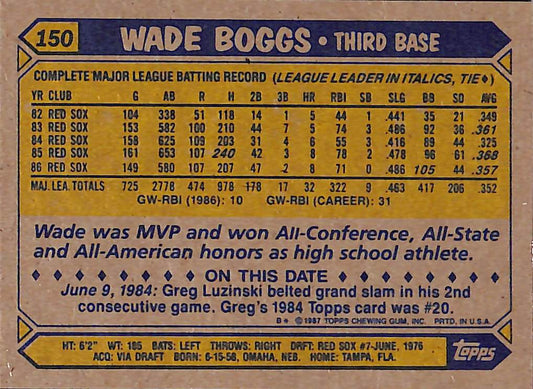 150 WADE BOGGS • THIRD BASE
COMPLETE MAJOR LEAGUE BATTING RECORD (LEAGUE LEADER IN ITALICS, TIE♦)
YR CLUB G AB R H 2B 3B HR RBI SB SLG BB SO AVG
82 RED SOX 104 338 51 118 14 1 5 44 1 .441 35 21 .349
83 RED SOX 153 582 100 210 44 7 5 74 3 .486 92 36 .361
84 RED SOX 158 625 109 203 31 4 6 55 3 .416 89 44 .325
85 RED SOX 161 653 107 240 42 3 8 78 2 .478 96 61 .368
86 RED SOX 149 580 107 207 47 2 8 71 0 .486 105 44 .357
MAJ. LEA. TOTALS 725 2778 474 978 178 17 32 322 9 .463 417 206 .352
GW-RBI (1986): 10 GW-RBI (CAREER): 31
Wade was MVP and won All-Conference, All-State
and All-American honors as high school athlete.
♦ ♦ ♦ ♦ ♦ ♦ ♦ ♦ ON THIS DATE ♦ ♦ ♦ ♦ ♦ ♦ ♦ ♦
June 9, 1984: Greg Luzinski belted grand slam in his 2nd
consecutive game. Greg's 1984 Topps card was #20.
B* © 1987 TOPPS CHEWING GUM, INC. PRTD. IN U.S.A.
HT: 6'2" WT: 185 BATS: LEFT THROWS: RIGHT DRFT: RED SOX #7-JUNE, 1976
ACQ: VIA DRAFT BORN: 6-15-58, OMAHA, NEB. HOME: TAMPA, FLA.
Topps